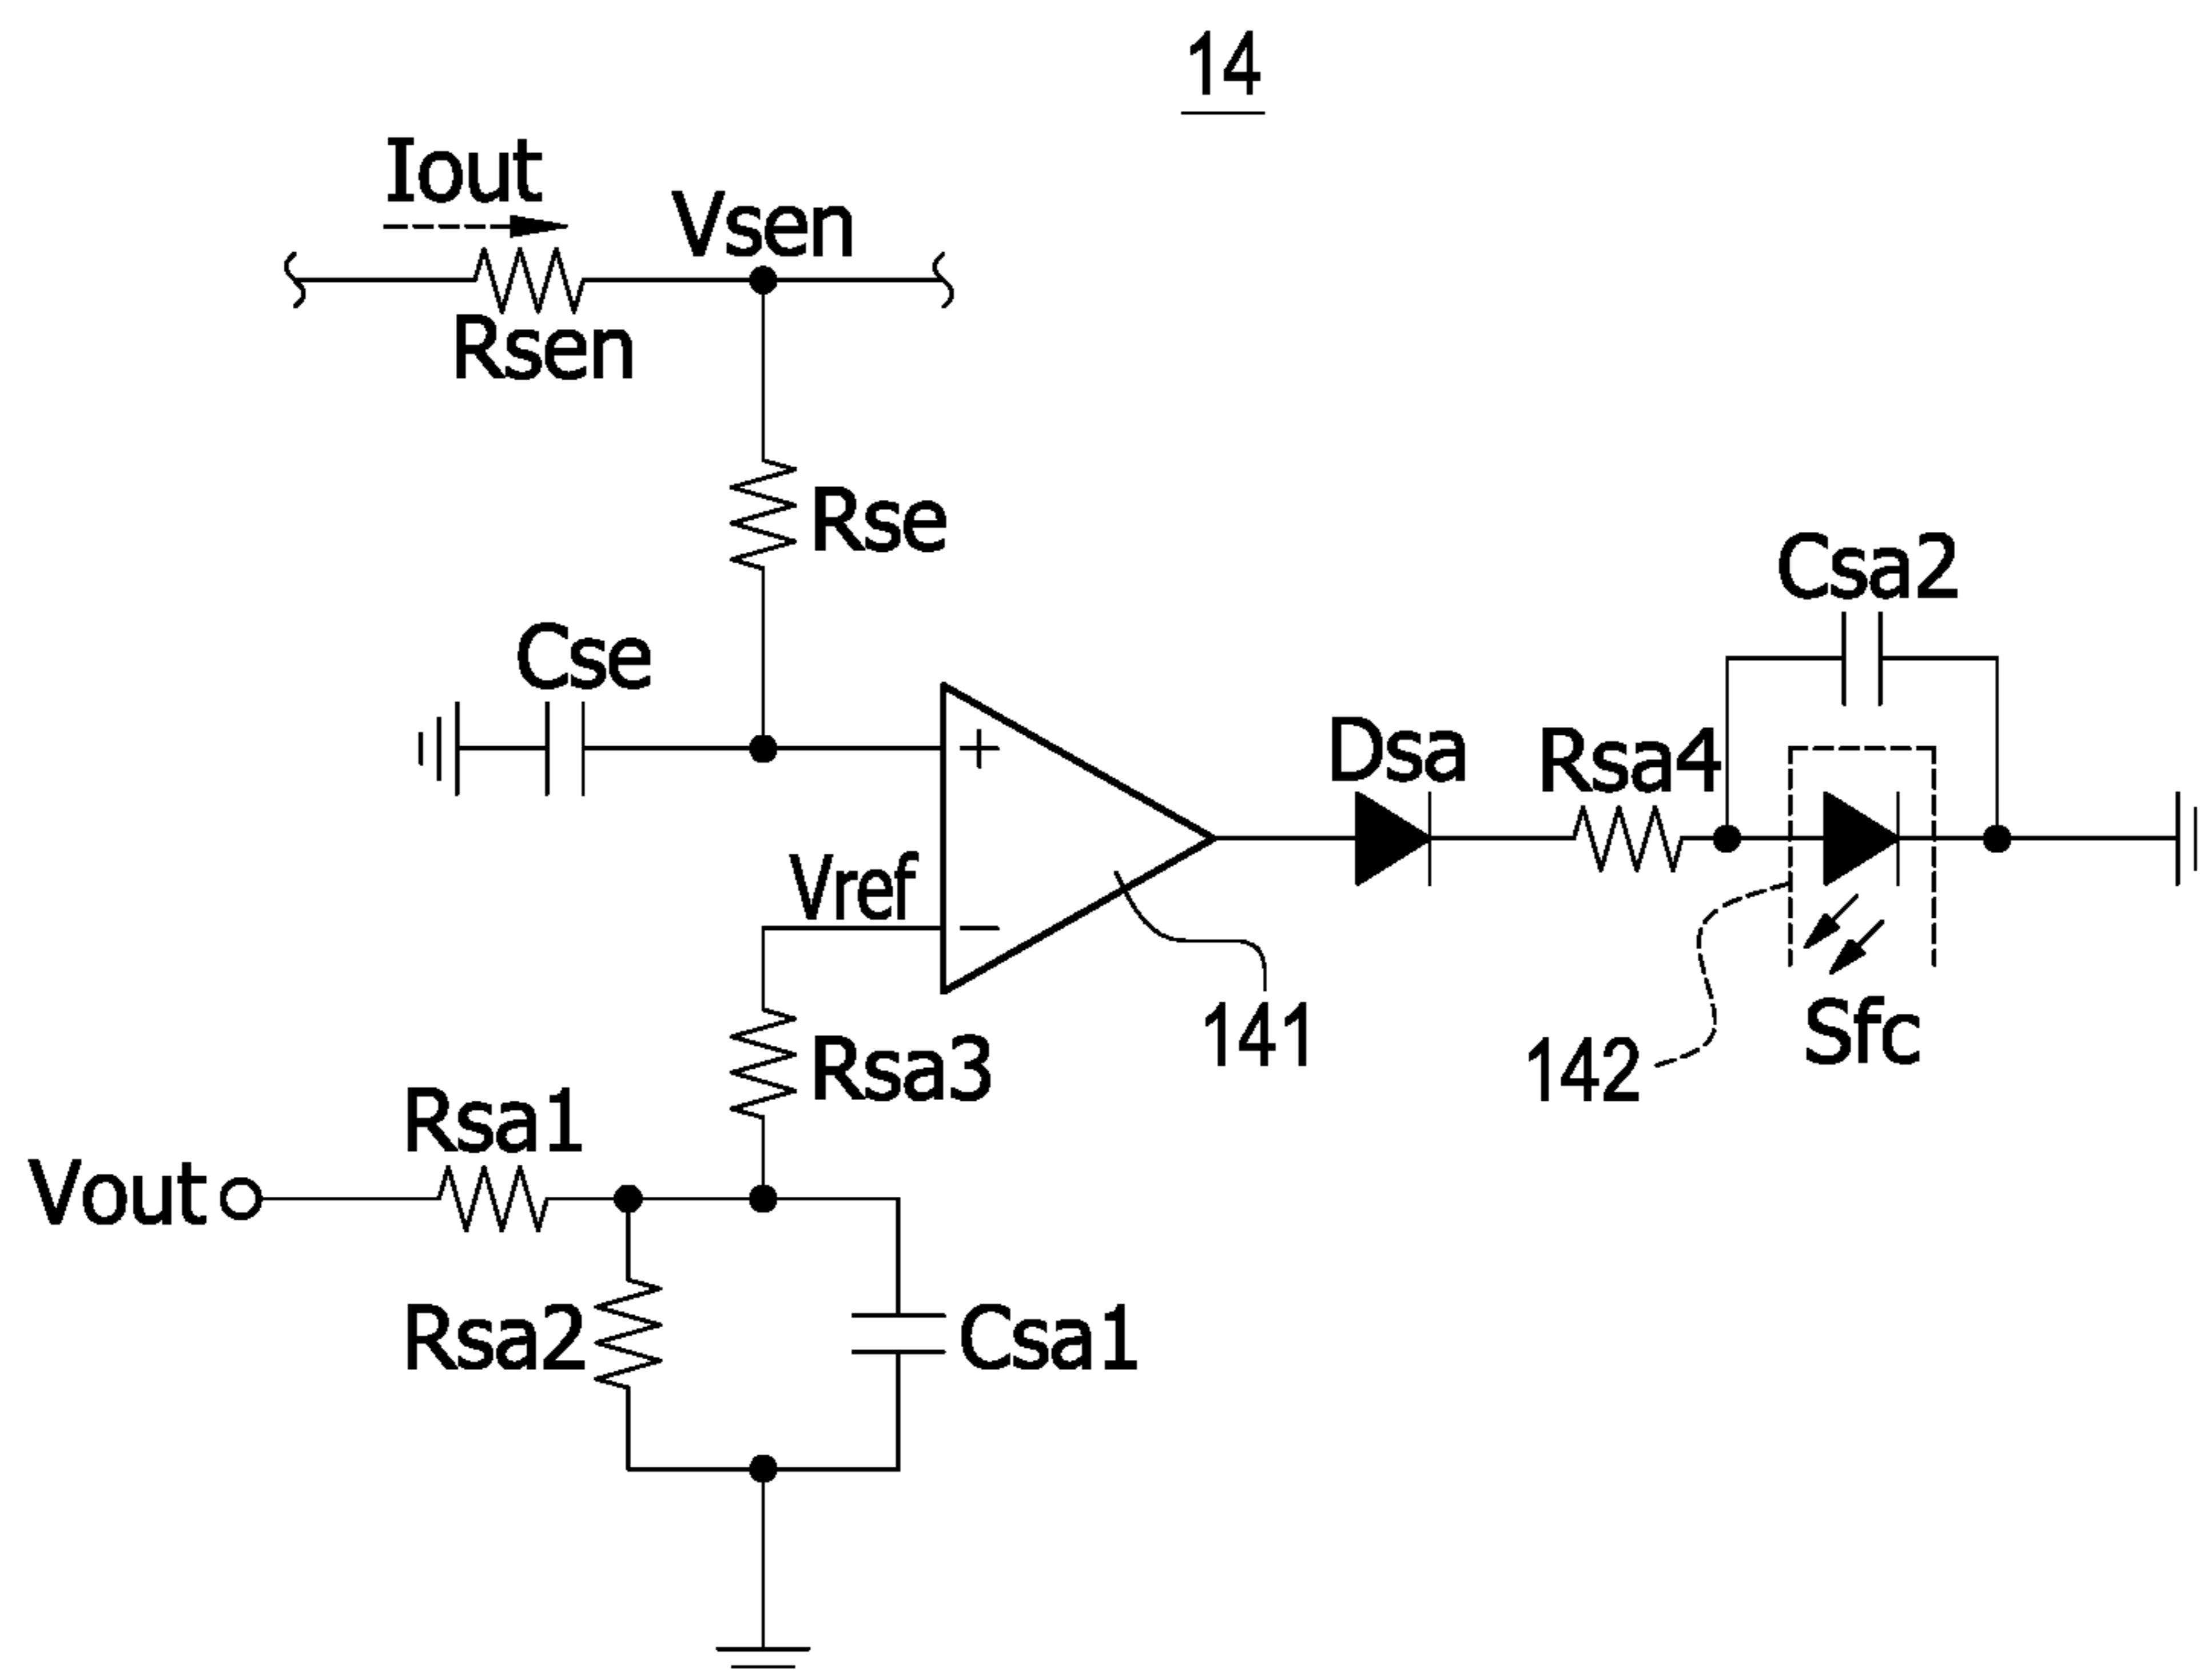 14
Iout
Vsen
Rsen
Rse
Csa2
Cse
+
Dsa
Rsa4
Vref
−
141
Sfc
142
Rsa3
Rsa1
Vout
Rsa2
Csa1